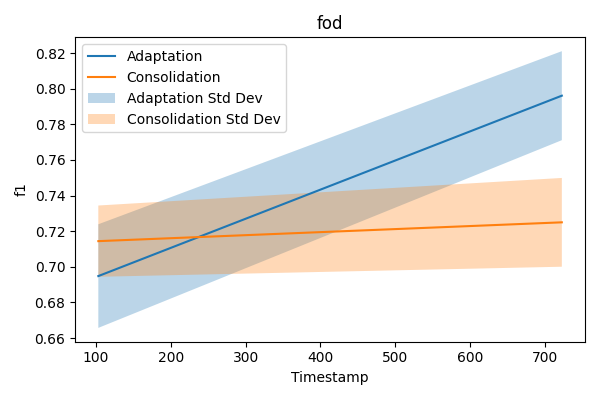 fod
Adaptation
Consolidation
Adaptation Std Dev
Consolidation Std Dev
f1
0.82
0.80
0.78
0.76
0.74
0.72
0.70
0.68
0.66
100 200 300 400 500 600 700
Timestamp